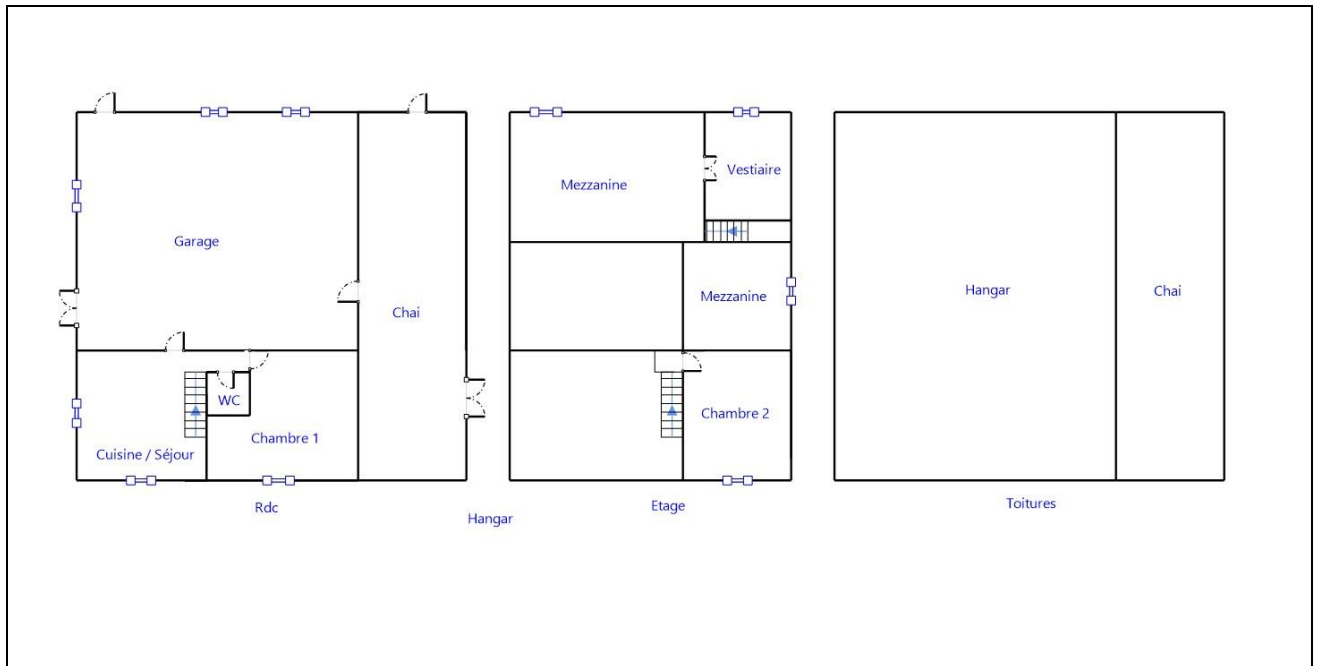 Garage
Chai
WC
Chambre 1
Cuisine / Séjour
Rdc
Mezzanine
Vestiaire
Mezzanine
Chambre 2
Etage
Hangar
Chai
Toitures
Hangar